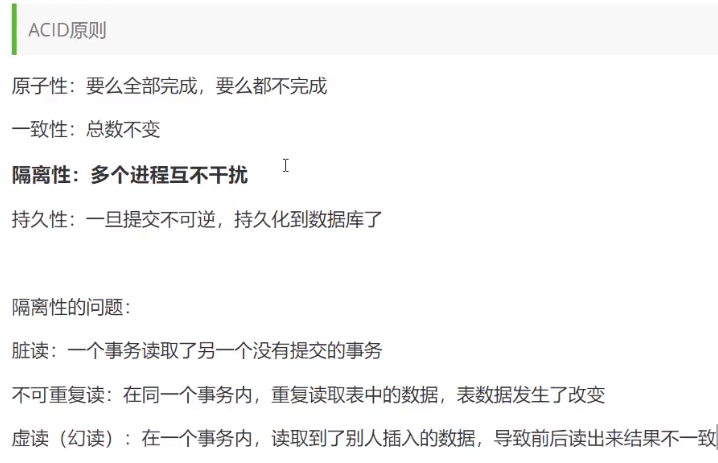 ACID原则
原子性：要么全部完成，要么都不完成
一致性：总数不变
隔离性：多个进程互不干扰
持久性：一旦提交不可逆，持久化到数据库了
隔离性的问题：
脏读：一个事务读取了另一个没有提交的事务
不可重复读：在同一个事务内，重复读取表中的数据，表数据发生了改变
虚读（幻读）：在一个事务内，读取到了别人插入的数据，导致前后读出来结果不一致